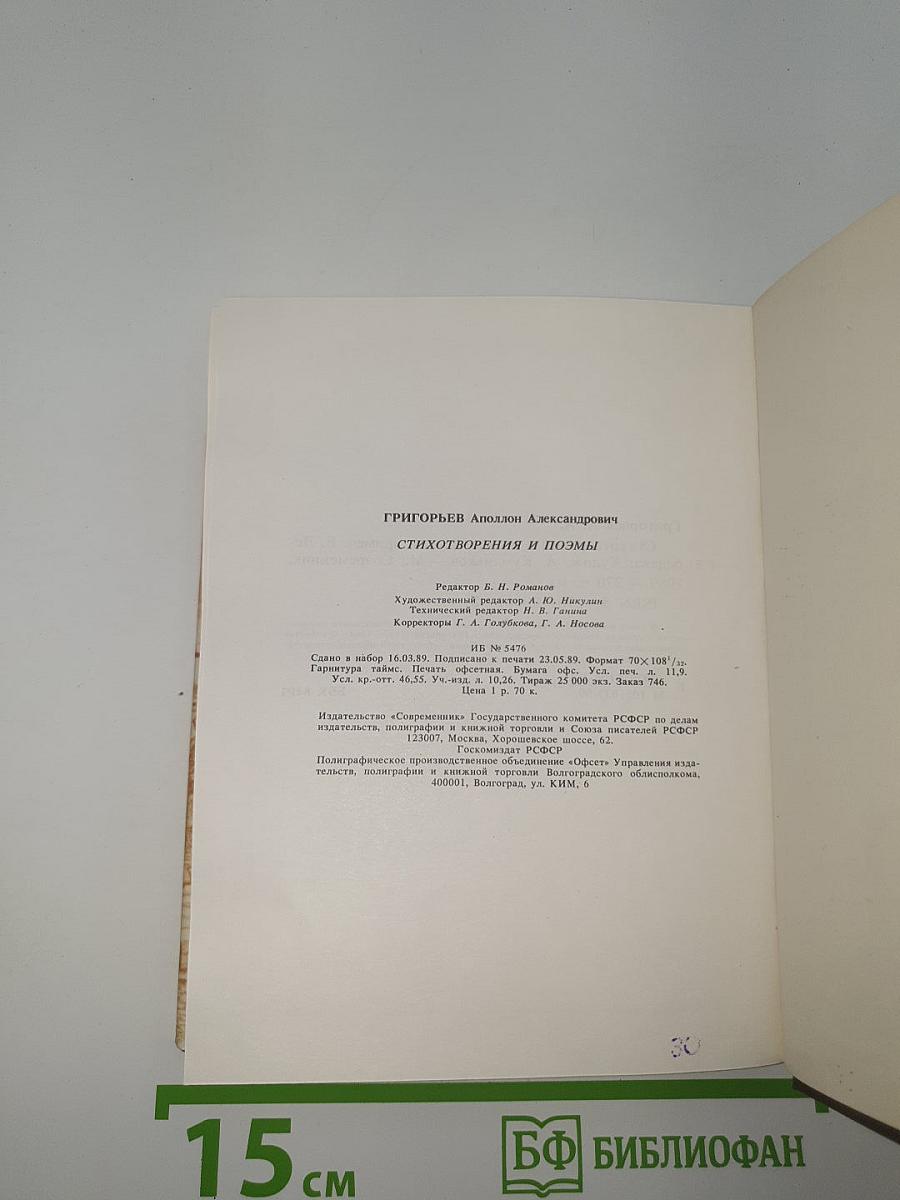 ГРИГОРЬЕВ Аполлон Александрович
СТИХОТВОРЕНИЯ И ПОЭМЫ
Редактор Б. Н. Романов
Художественный редактор А. Ю. Никулин
Технический редактор Н. В. Ганина
Корректоры Г. А. Голубкова, Г. А. Носова
ИБ № 5476
Сдано в набор 16.03.89. Подписано к печати 23.05.89. Формат 70×108¹/₃₂.
Гарнитура таймс. Печать офсетная. Бумага офс. Усл. печ. л. 11,9.
Усл. кр.-отт. 46,55. Уч.-изд. л. 10,26. Тираж 25 000 экз. Заказ 746.
Цена 1 р. 70 к.
Издательство «Современник» Государственного комитета РСФСР по делам
издательств, полиграфии и книжной торговли и Союза писателей РСФСР
123007, Москва, Хорошевское шоссе, 62.
Госкомиздат РСФСР
Полиграфическое производственное объединение «Офсет» Управления изда-
тельств, полиграфии и книжной торговли Волгоградского облисполкома,
400001, Волгоград, ул. КИМ, 6
30
15 см
БФ БИБЛИОФАН